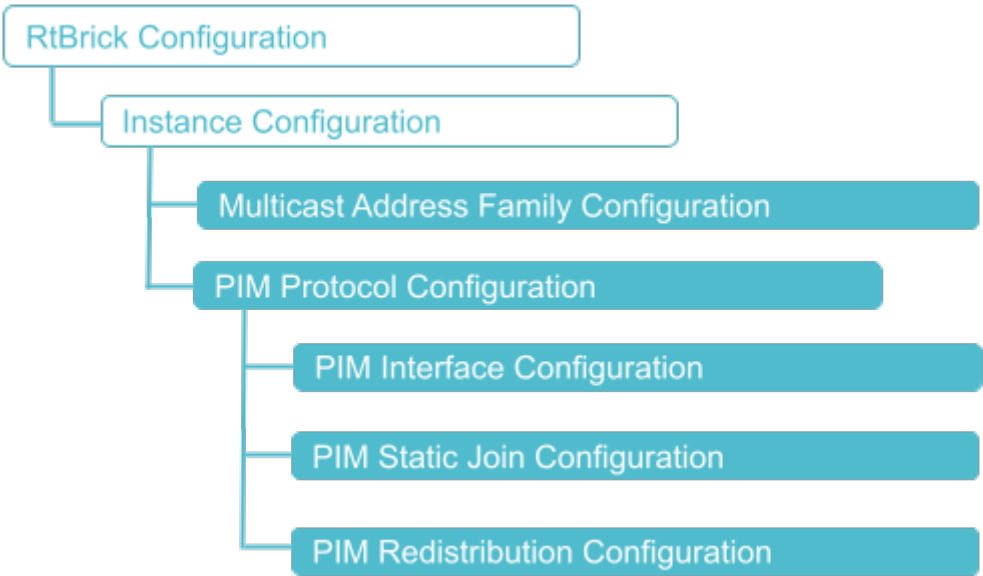 RtBrick Configuration
Instance Configuration
Multicast Address Family Configuration
PIM Protocol Configuration
PIM Interface Configuration
PIM Static Join Configuration
PIM Redistribution Configuration